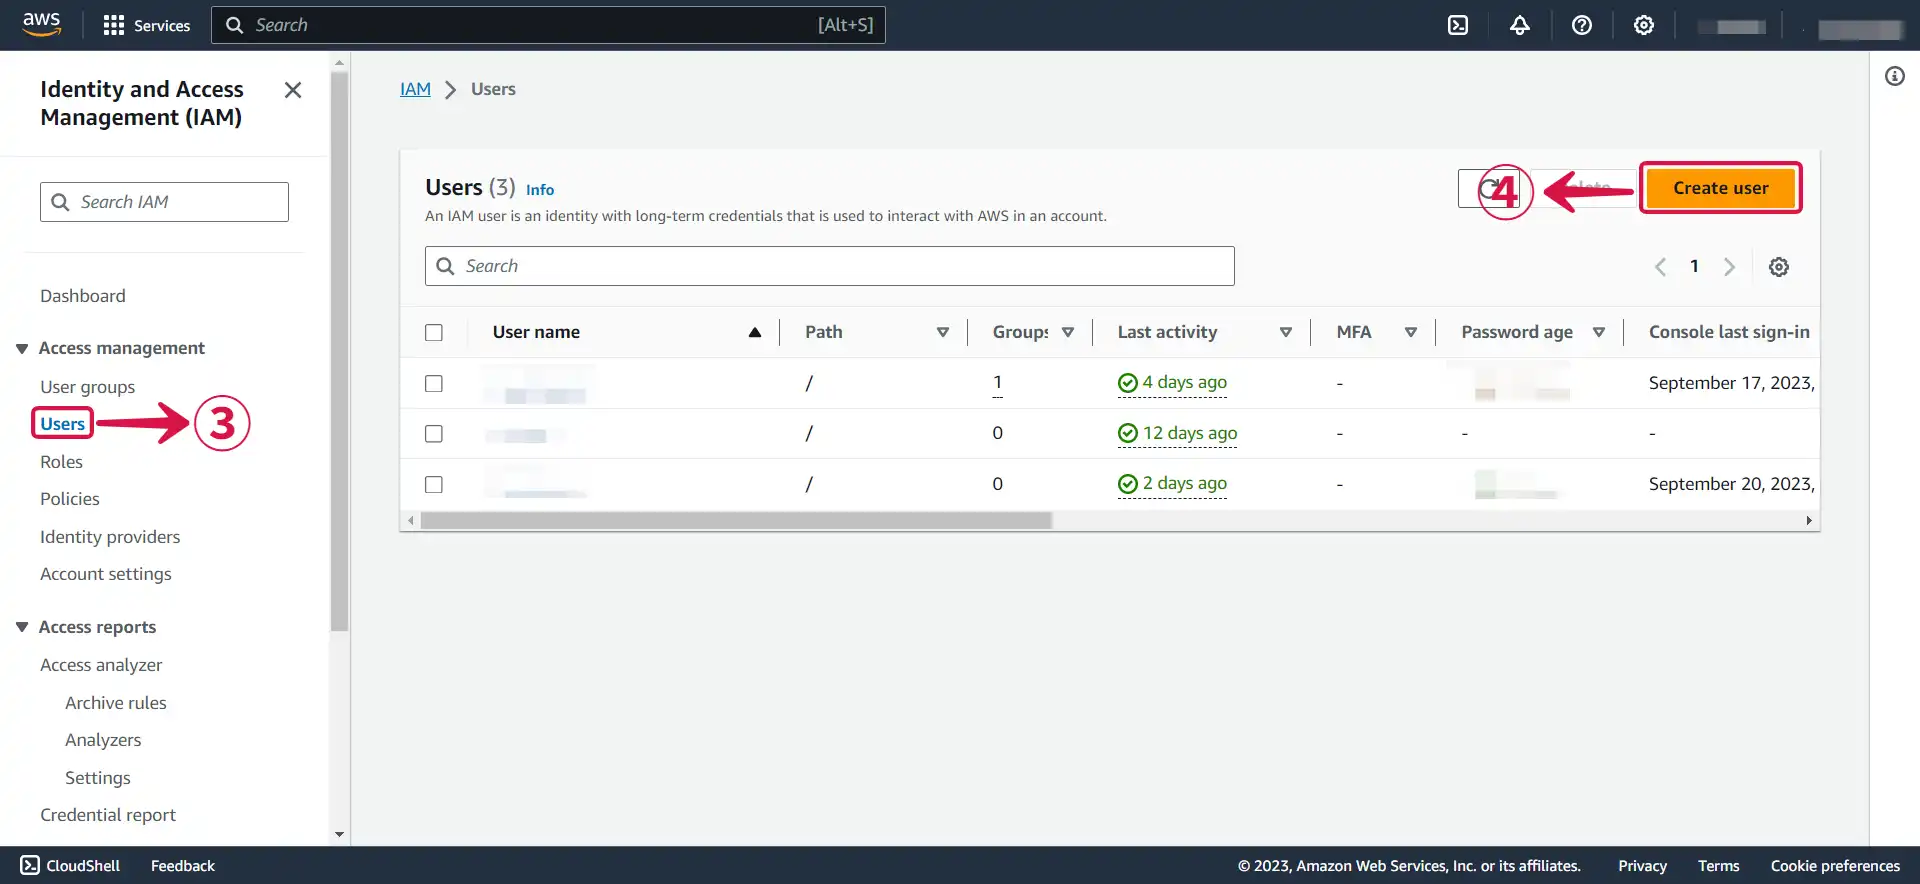 aws
Services
Search
[Alt+S]
Identity and Access
Management (IAM)
Search IAM
Dashboard
Access management
User groups
Users
3
Roles
Policies
Identity providers
Account settings
Access reports
Access analyzer
Archive rules
Analyzers
Settings
Credential report
IAM
Users
Users (3) Info
An IAM user is an identity with long-term credentials that is used to interact with AWS in an account.
4
Create user
Search
1
User name Path Groups Last activity MFA Password age Console last sign-in
/ 1 4 days ago - September 17, 2023,
/ 0 12 days ago - - -
/ 0 2 days ago - September 20, 2023,
CloudShell Feedback © 2023, Amazon Web Services, Inc. or its affiliates. Privacy Terms Cookie preferences